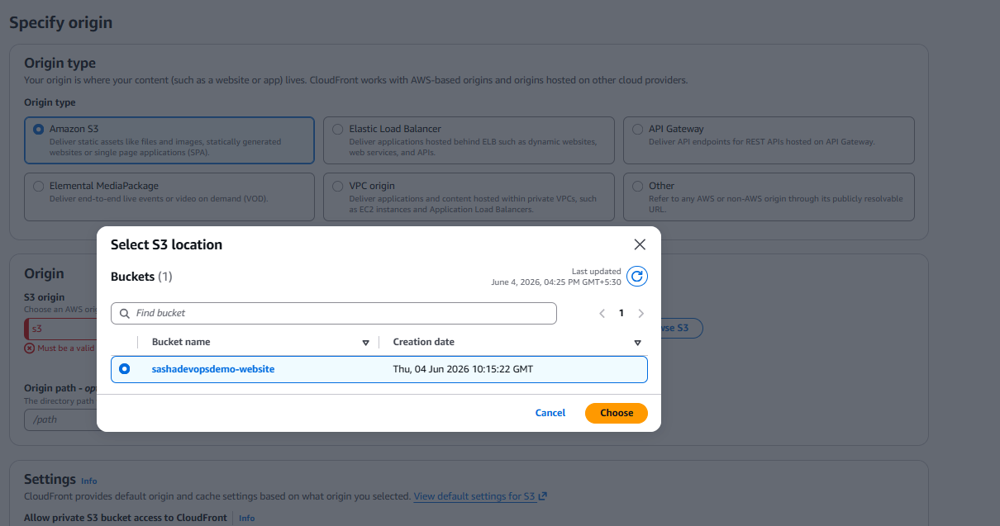 Specify origin
Origin type
Your origin is where your content (such as a website or app) lives. CloudFront works with AWS-based origins and origins hosted on other cloud providers.
Origin type
Amazon S3
Deliver static assets like files and images, statically generated
websites or single page applications (SPA).
Elastic Load Balancer
Deliver applications hosted behind ELB such as dynamic websites,
web services, and APIs.
API Gateway
Deliver API endpoints for REST APIs hosted on API Gateway.
Elemental MediaPackage
Deliver end-to-end live events or video on demand (VOD).
VPC origin
Deliver applications and content hosted within private VPCs, such
as EC2 instances and Application Load Balancers.
Other
Refer to any AWS or non-AWS origin through its publicly resolvable
URL.
Select S3 location
Buckets (1)
Last updated
June 4, 2026, 04:25 PM GMT+5:30
Find bucket
1
Bucket name
Creation date
sashadevopsdemo-website
Thu, 04 Jun 2026 10:15:22 GMT
Cancel
Choose
Origin
S3 origin
Choose an AWS
s3
S3
Must be a valid
Origin path -
The directory path
/path
Settings Info
CloudFront provides default origin and cache settings based on what origin you selected. View default settings for S3
Allow private S3 bucket access to CloudFront Info